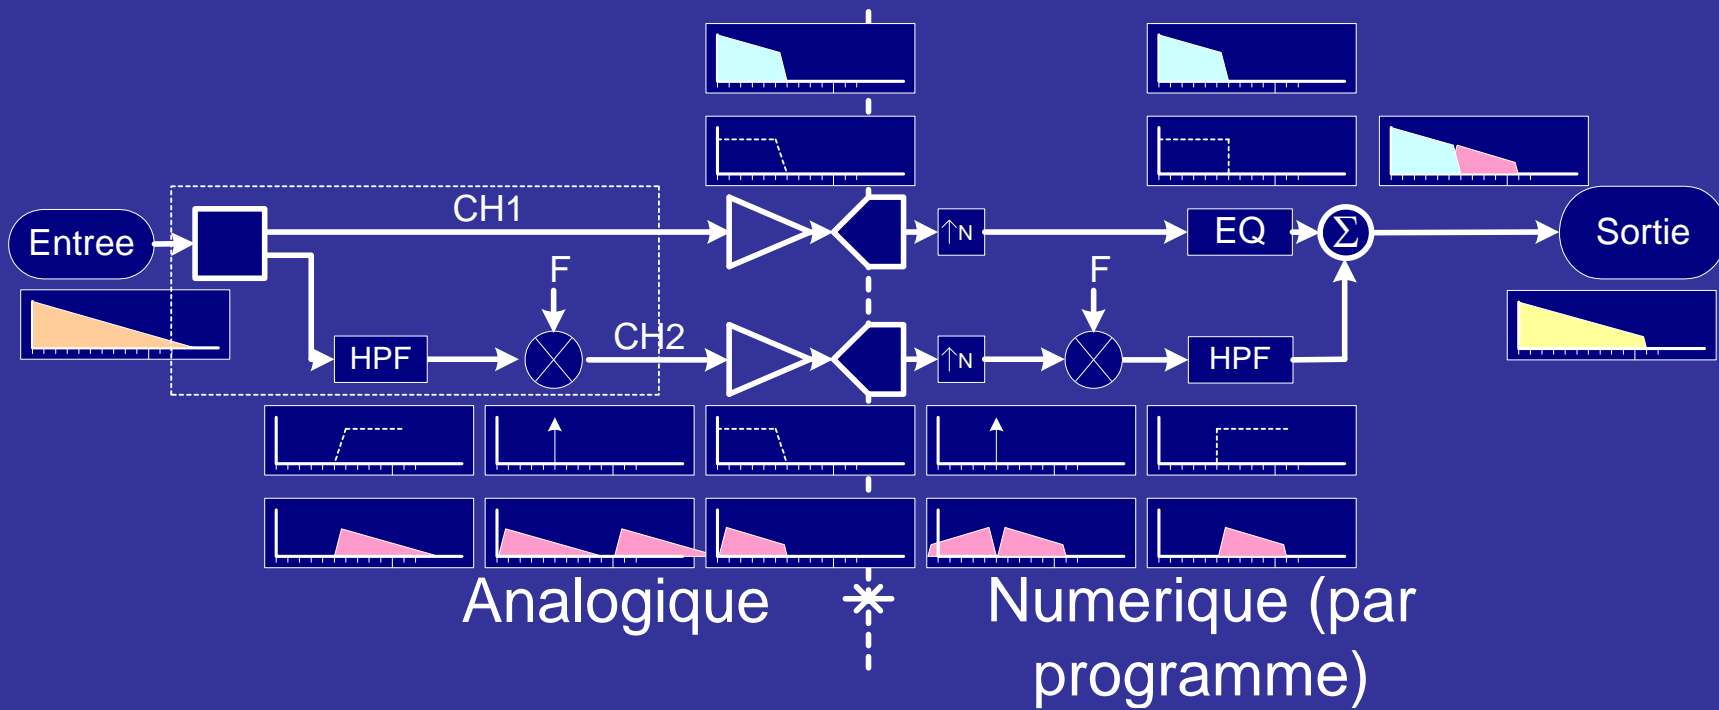 CH1
Entree
↑N
EQ
Σ
Sortie
F
F
CH2
HPF
↑N
HPF
Analogique
Numerique (par
programme)